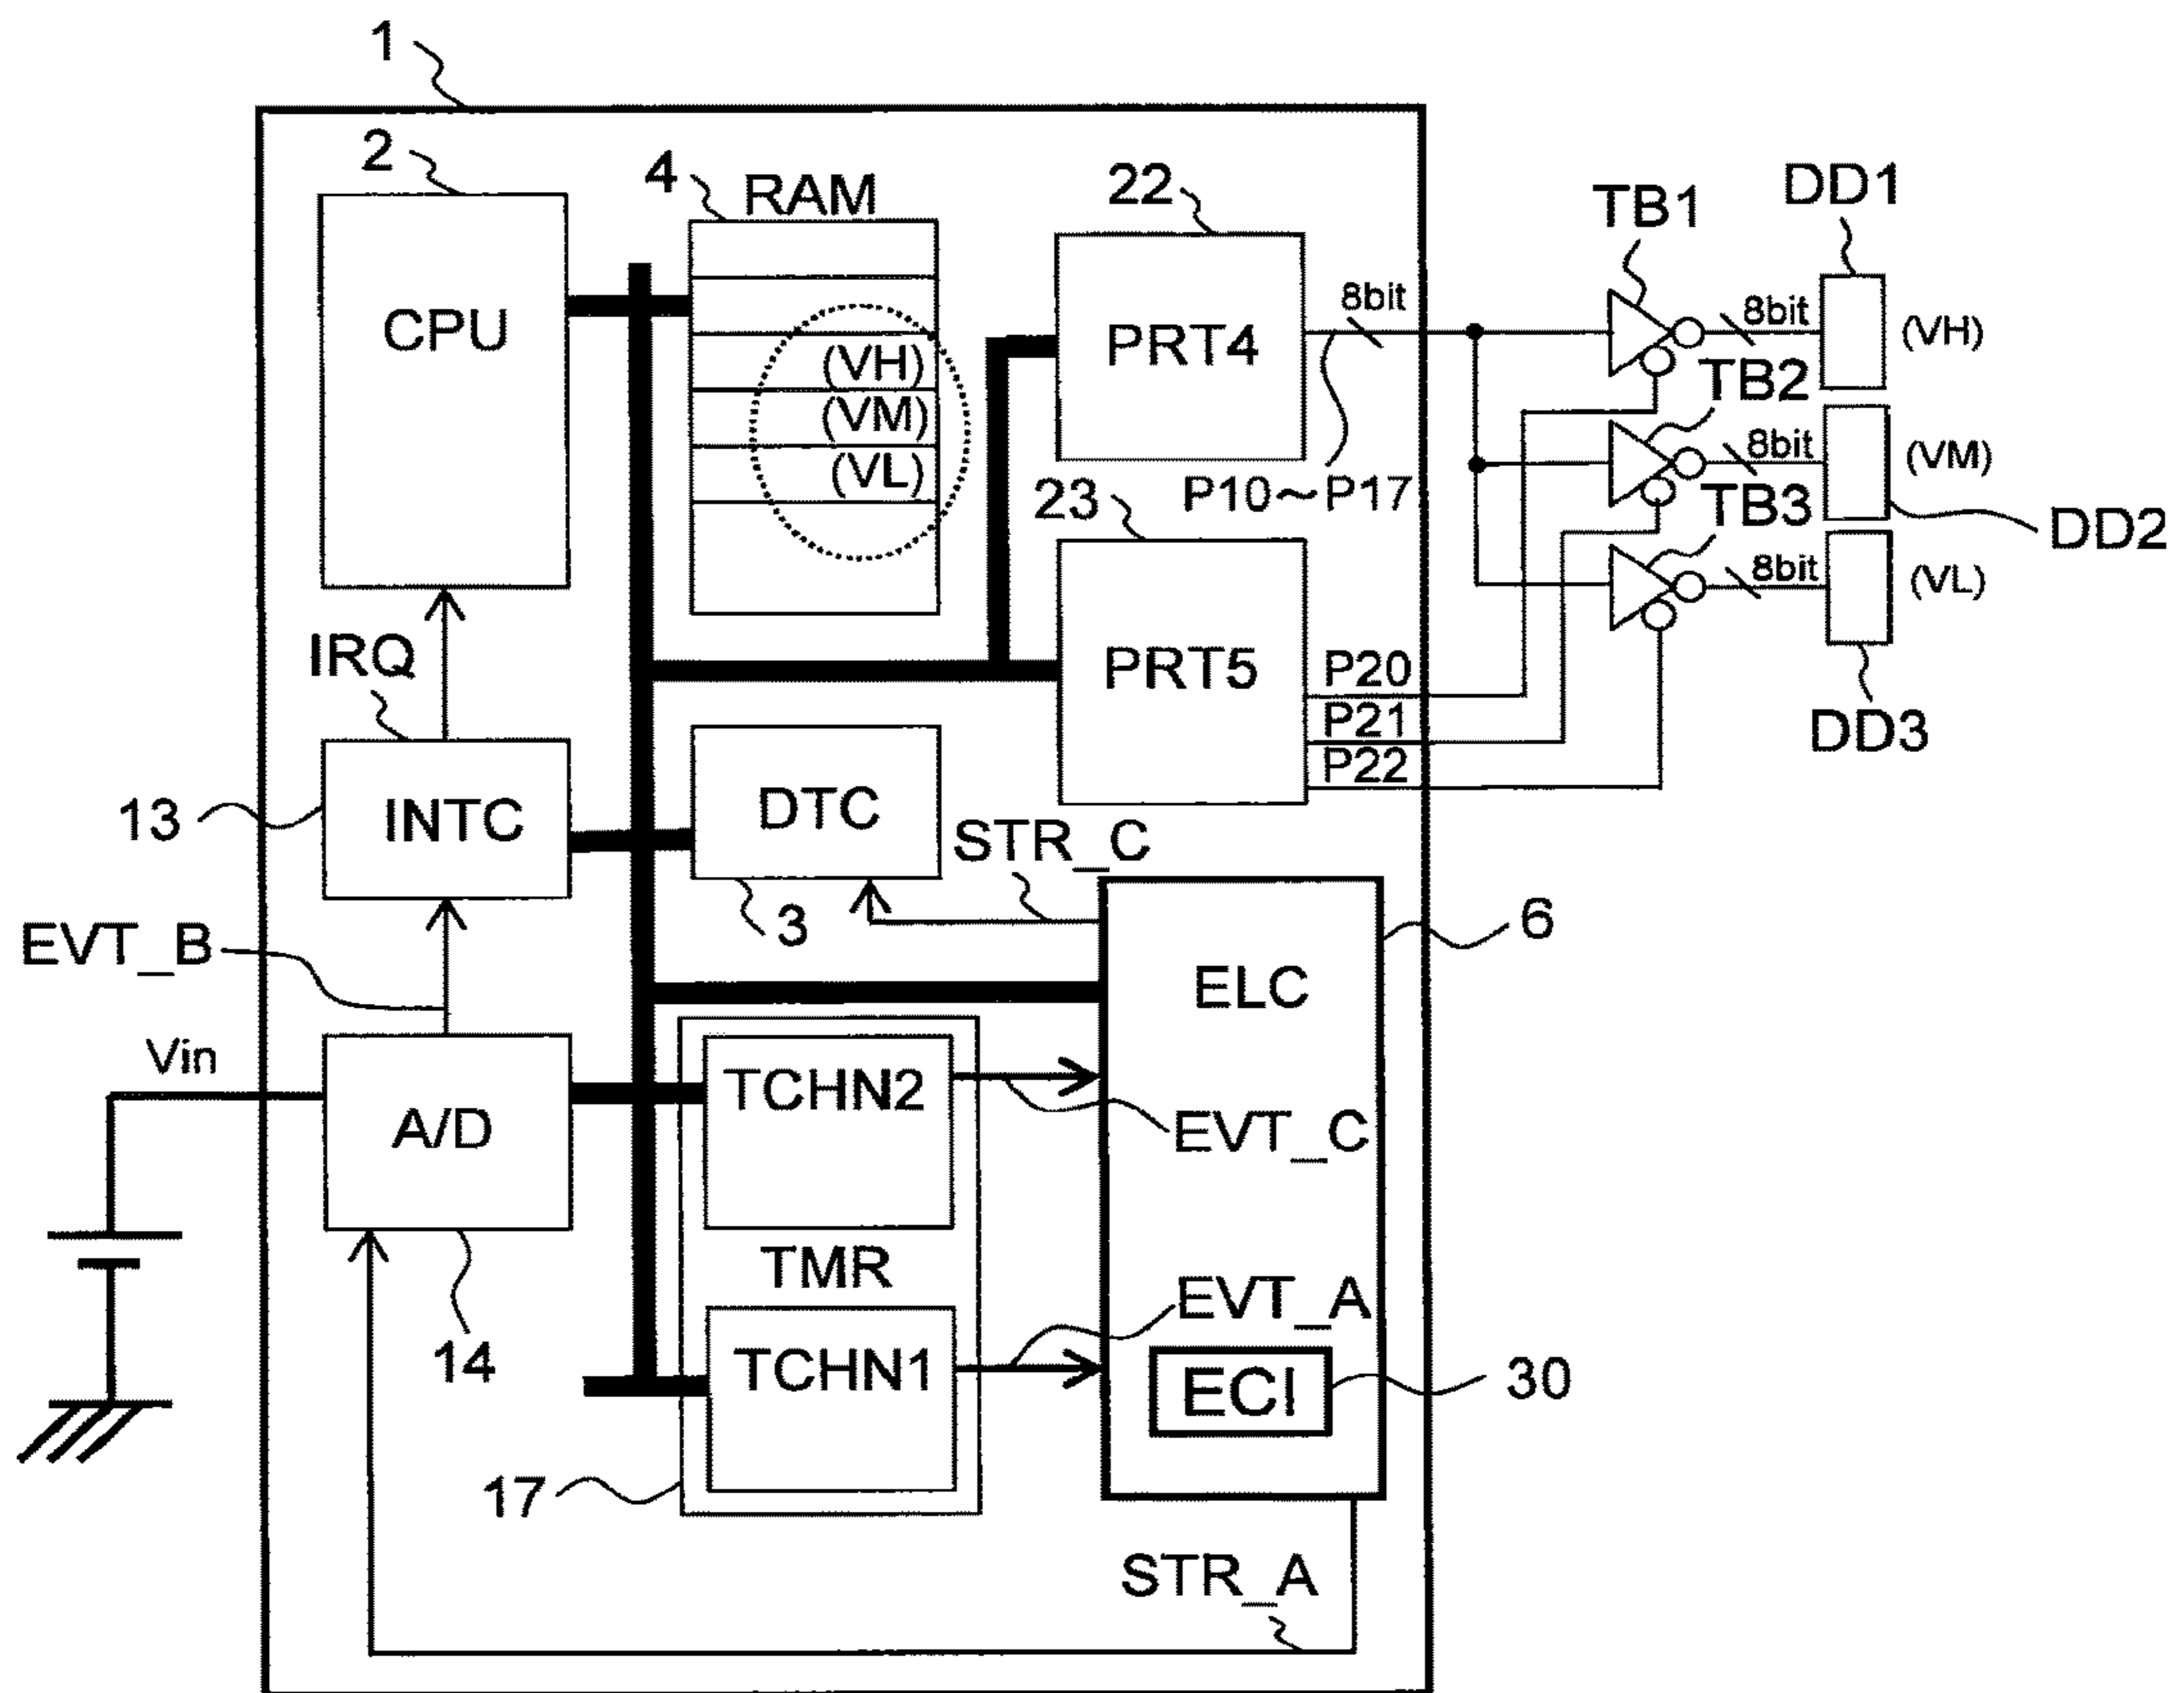 1
2
4 RAM
22
TB1
DD1
CPU
PRT4
8bit
8bit
(VH)
(VH)
TB2
(VM)
8bit
(VM)
(VL)
P10~P17
23
TB3
DD2
8bit
(VL)
IRQ
PRT5
P20
P21
P22
DD3
13
INTC
DTC
STR_C
3
6
EVT_B
ELC
Vin
A/D
TCHN2
EVT_C
TMR
14
EVT_A
TCHN1
ECI
30
17
STR_A